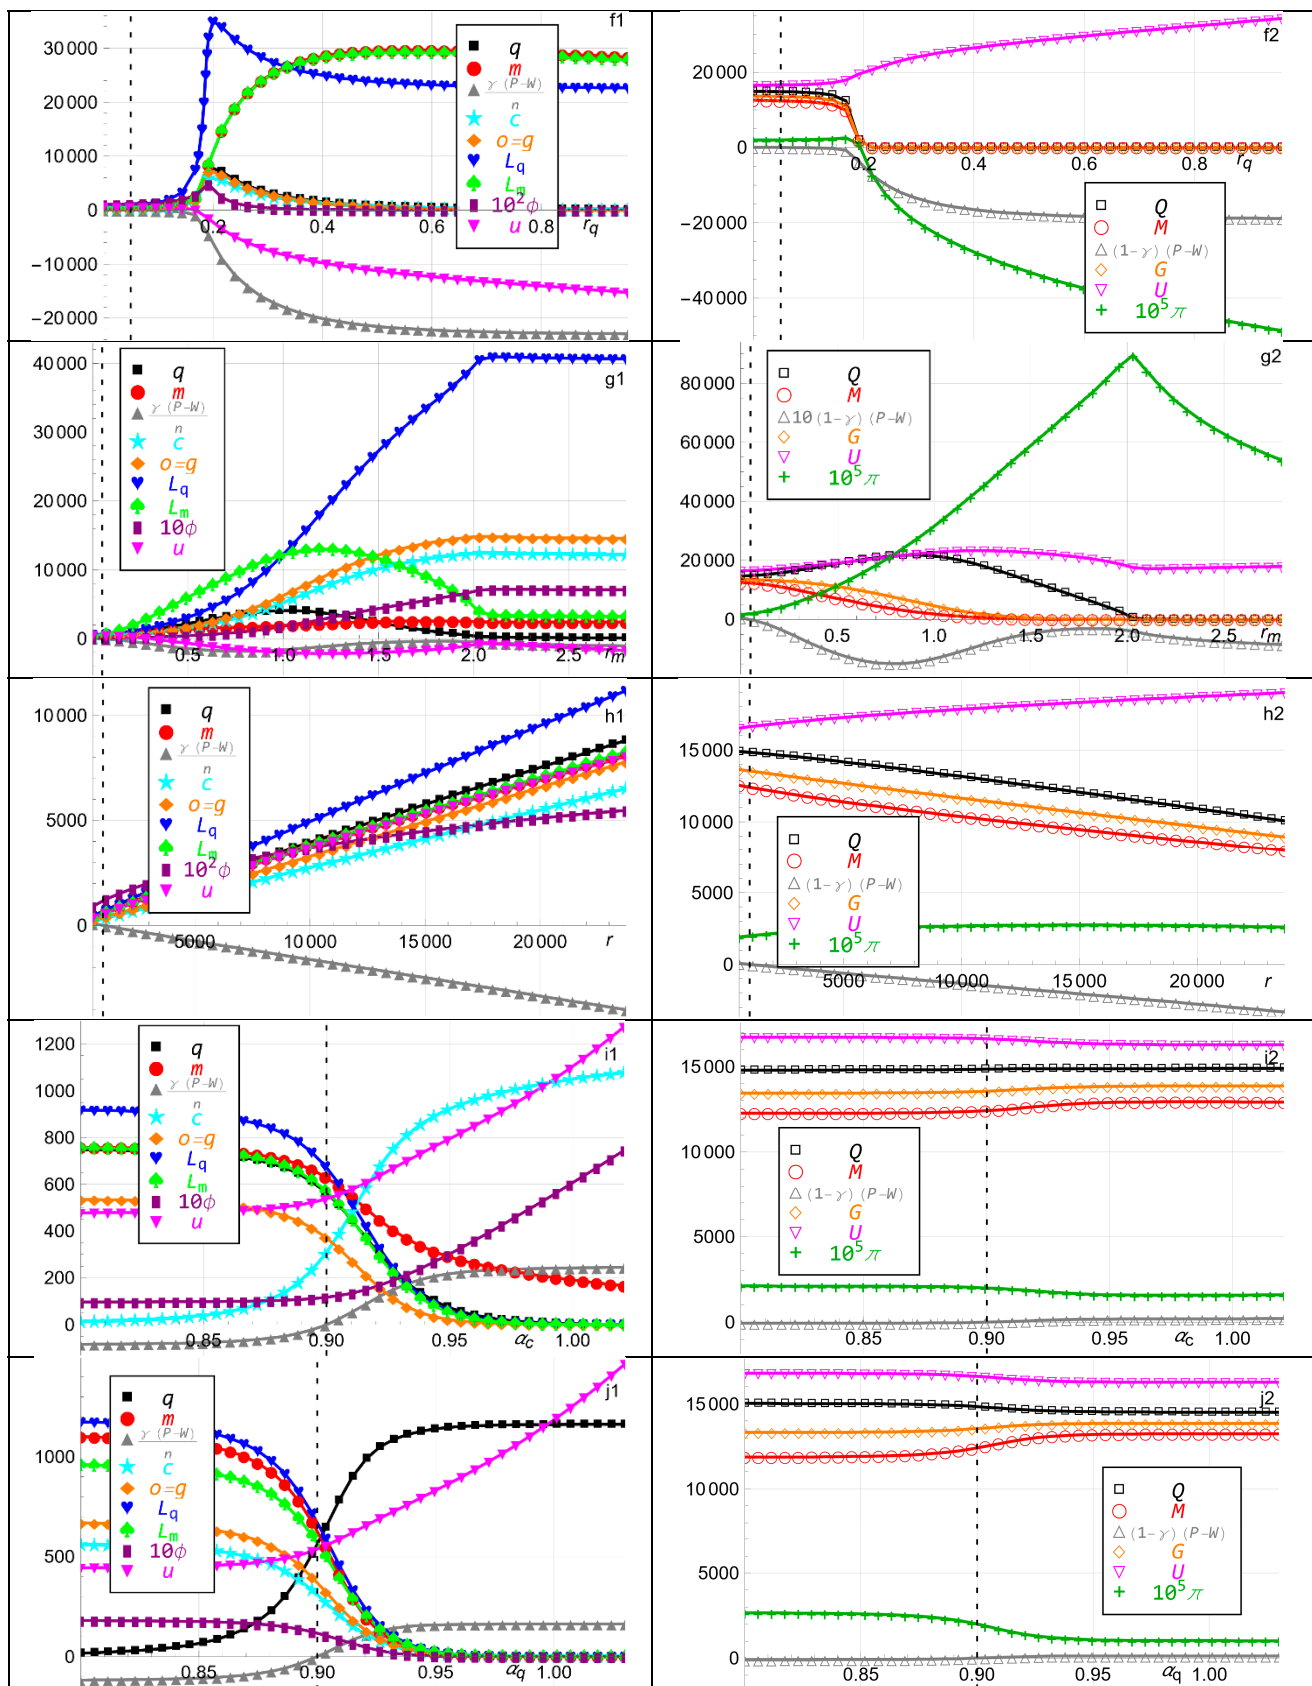 f1
30000
20000
10000
0
−10000
−20000
0.2
0.4
0.6
0.8
r_q
q
m
γ (P−W)
n
c
o=g
L_q
L_m
10²ϕ
u
f2
20000
0
−20000
−40000
0.2
0.4
0.6
0.8
r_q
Q
M
(1−γ) (P−W)
G
U
10⁵π
g1
40000
30000
20000
10000
0
0.5
1.0
1.5
2.0
2.5
r_m
q
m
γ (P−W)
n
c
o=g
L_q
L_m
10ϕ
u
g2
80000
60000
40000
20000
0
0.5
1.0
1.5
2.0
2.5
r_m
Q
M
10 (1−γ) (P−W)
G
U
10⁵π
h1
10000
5000
0
5000
10000
15000
20000
r
q
m
γ (P−W)
n
c
o=g
L_q
L_m
10²ϕ
u
h2
15000
10000
5000
0
5000
10000
15000
20000
r
Q
M
(1−γ) (P−W)
G
U
10⁵π
i1
1200
1000
800
600
400
200
0
0.85
0.90
0.95
α_c
1.00
q
m
γ (P−W)
n
c
o=g
L_q
L_m
10ϕ
u
i2
15000
10000
5000
0
0.85
0.90
0.95
α_c
1.00
Q
M
(1−γ) (P−W)
G
U
10⁵π
j1
1000
500
0
0.85
0.90
0.95
α_q
1.00
q
m
γ (P−W)
n
c
o=g
L_q
L_m
10ϕ
u
j2
15000
10000
5000
0
0.85
0.90
0.95
α_q
1.00
Q
M
(1−γ) (P−W)
G
U
10⁵π